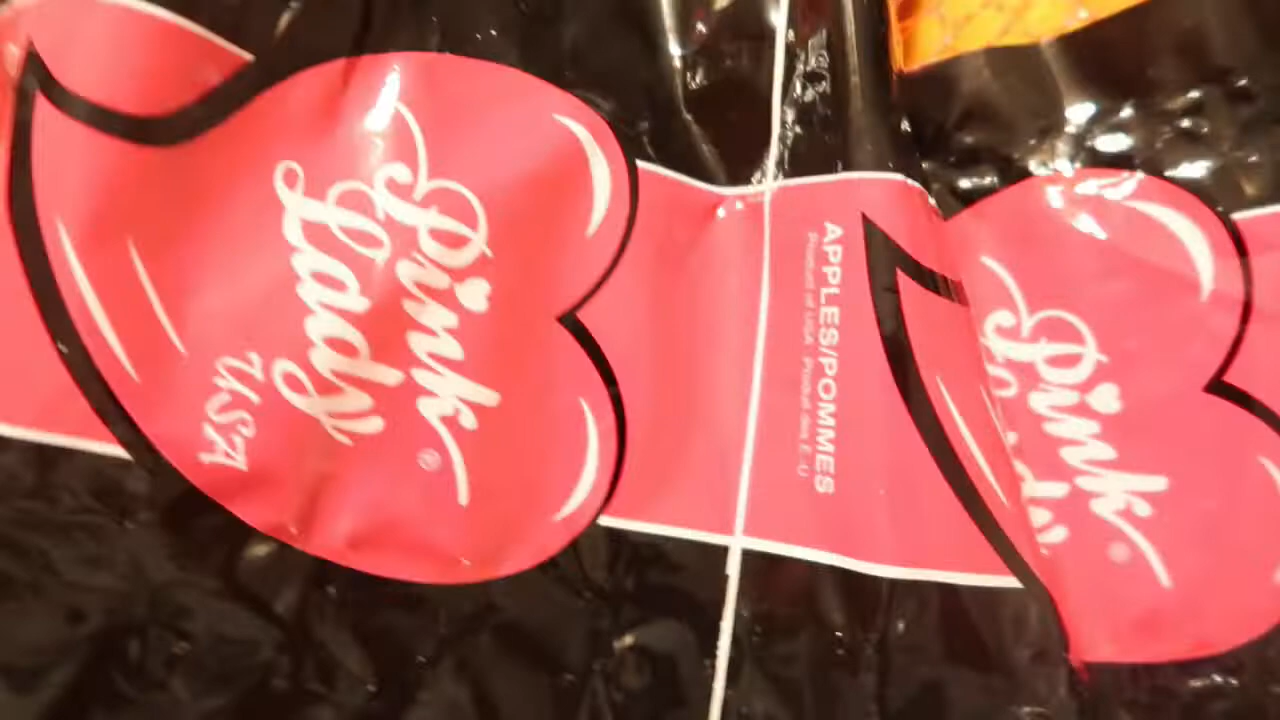 Pink
Lady®
USA
APPLES/POMMES
Product of USA Produit des É.-U.
Pink®
Lady